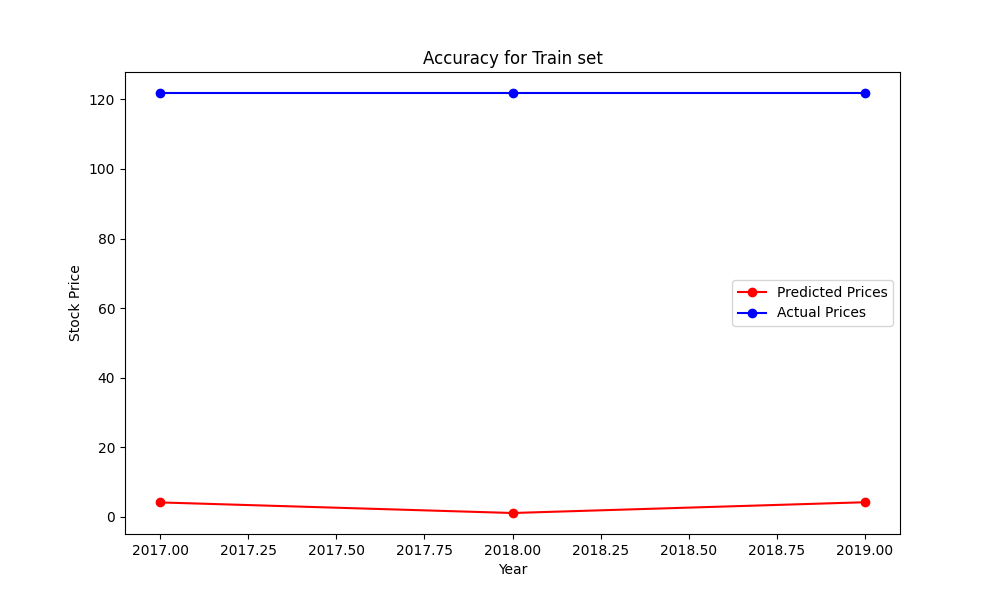 Accuracy for Train set
120
100
80
60
40
20
0
Stock Price
Predicted Prices
Actual Prices
2017.00 2017.25 2017.50 2017.75 2018.00 2018.25 2018.50 2018.75 2019.00
Year